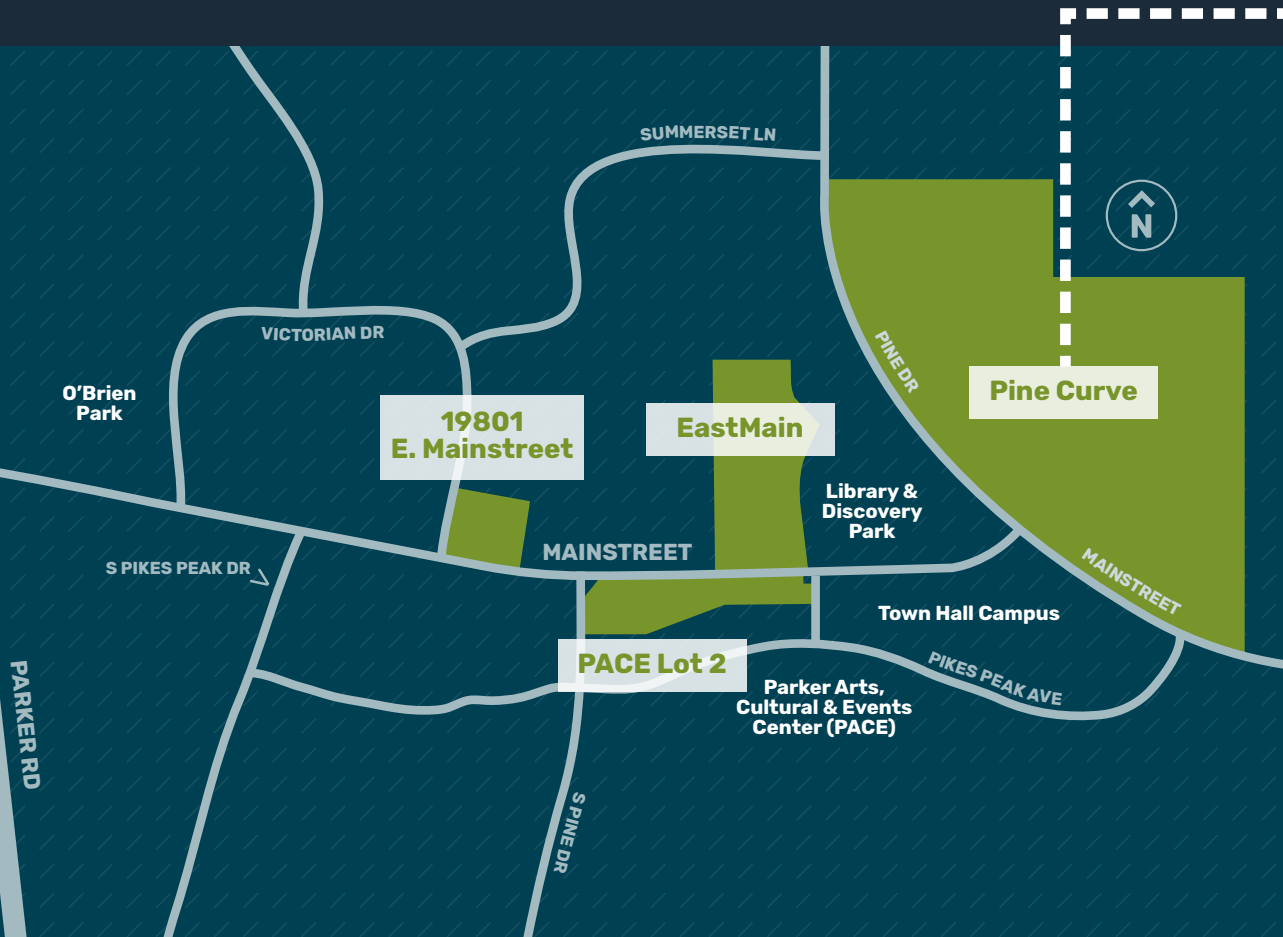 SUMMERSET LN
N
VICTORIAN DR
PINE DR
O’Brien
Park
19801
E. Mainstreet
EastMain
Pine Curve
Library &
Discovery
Park
MAINSTREET
S PIKES PEAK DR
MAINSTREET
Town Hall Campus
PACE Lot 2
PIKES PEAK AVE
Parker Arts,
Cultural & Events
Center (PACE)
PARKER RD
S PINE DR